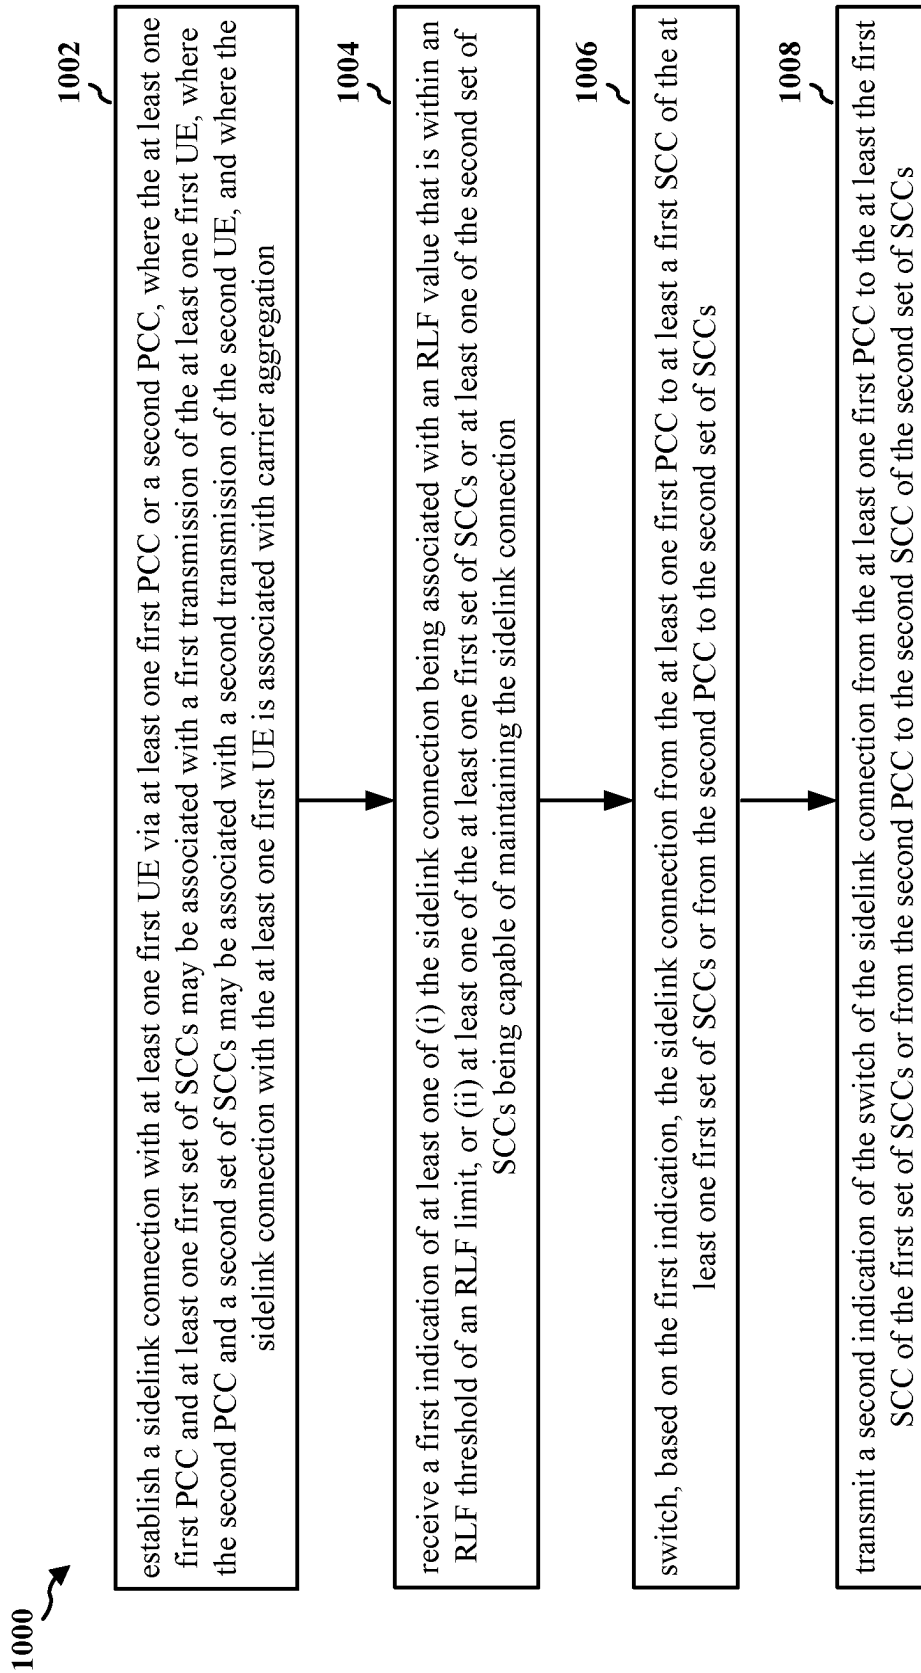 1000
1002
establish a sidelink connection with at least one first UE via at least one first PCC or a second PCC, where the at least one
first PCC and at least one first set of SCCs may be associated with a first transmission of the at least one first UE, where
the second PCC and a second set of SCCs may be associated with a second transmission of the second UE, and where the
sidelink connection with the at least one first UE is associated with carrier aggregation
1004
receive a first indication of at least one of (i) the sidelink connection being associated with an RLF value that is within an
RLF threshold of an RLF limit, or (ii) at least one of the at least one first set of SCCs or at least one of the second set of
SCCs being capable of maintaining the sidelink connection
1006
switch, based on the first indication, the sidelink connection from the at least one first PCC to at least a first SCC of the at
least one first set of SCCs or from the second PCC to the second set of SCCs
1008
transmit a second indication of the switch of the sidelink connection from the at least one first PCC to the at least the first
SCC of the first set of SCCs or from the second PCC to the second SCC of the second set of SCCs